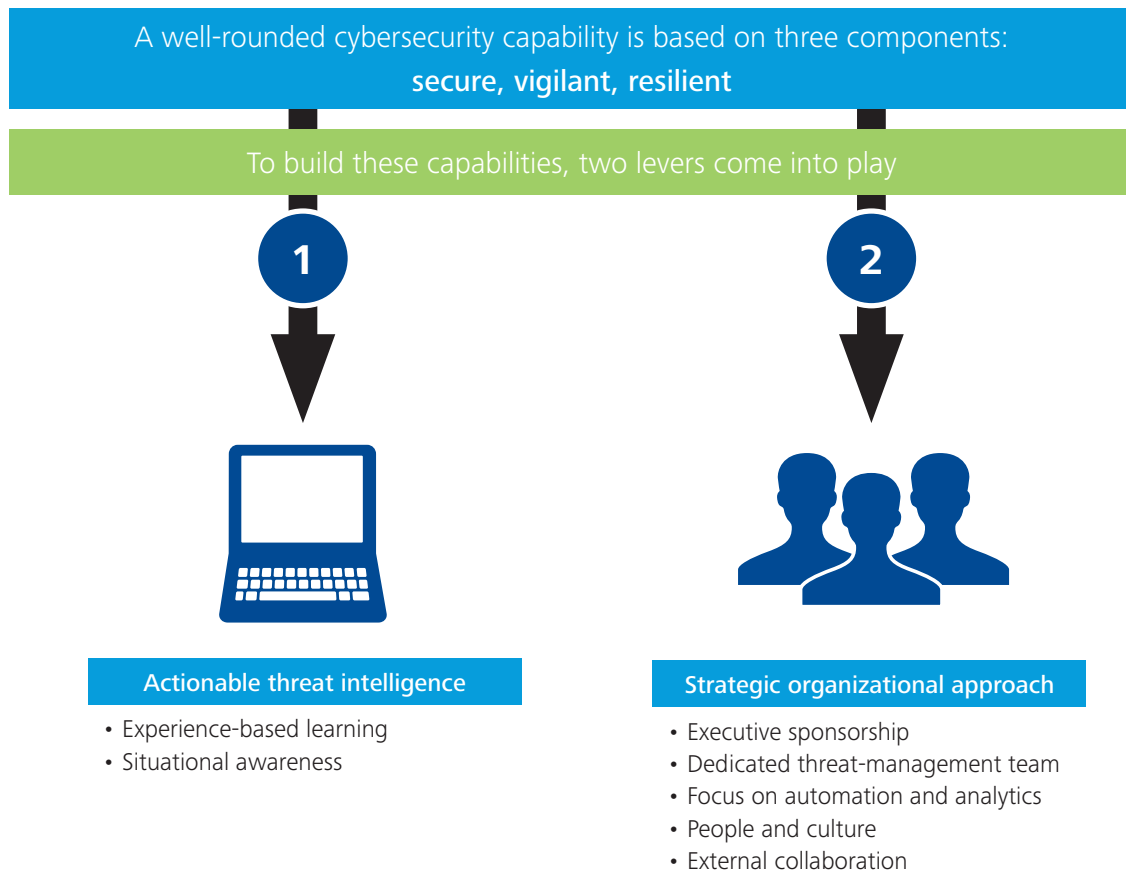 A well-rounded cybersecurity capability is based on three components:
secure, vigilant, resilient
To build these capabilities, two levers come into play
1
2
Actionable threat intelligence
• Experience-based learning
• Situational awareness
Strategic organizational approach
• Executive sponsorship
• Dedicated threat-management team
• Focus on automation and analytics
• People and culture
• External collaboration